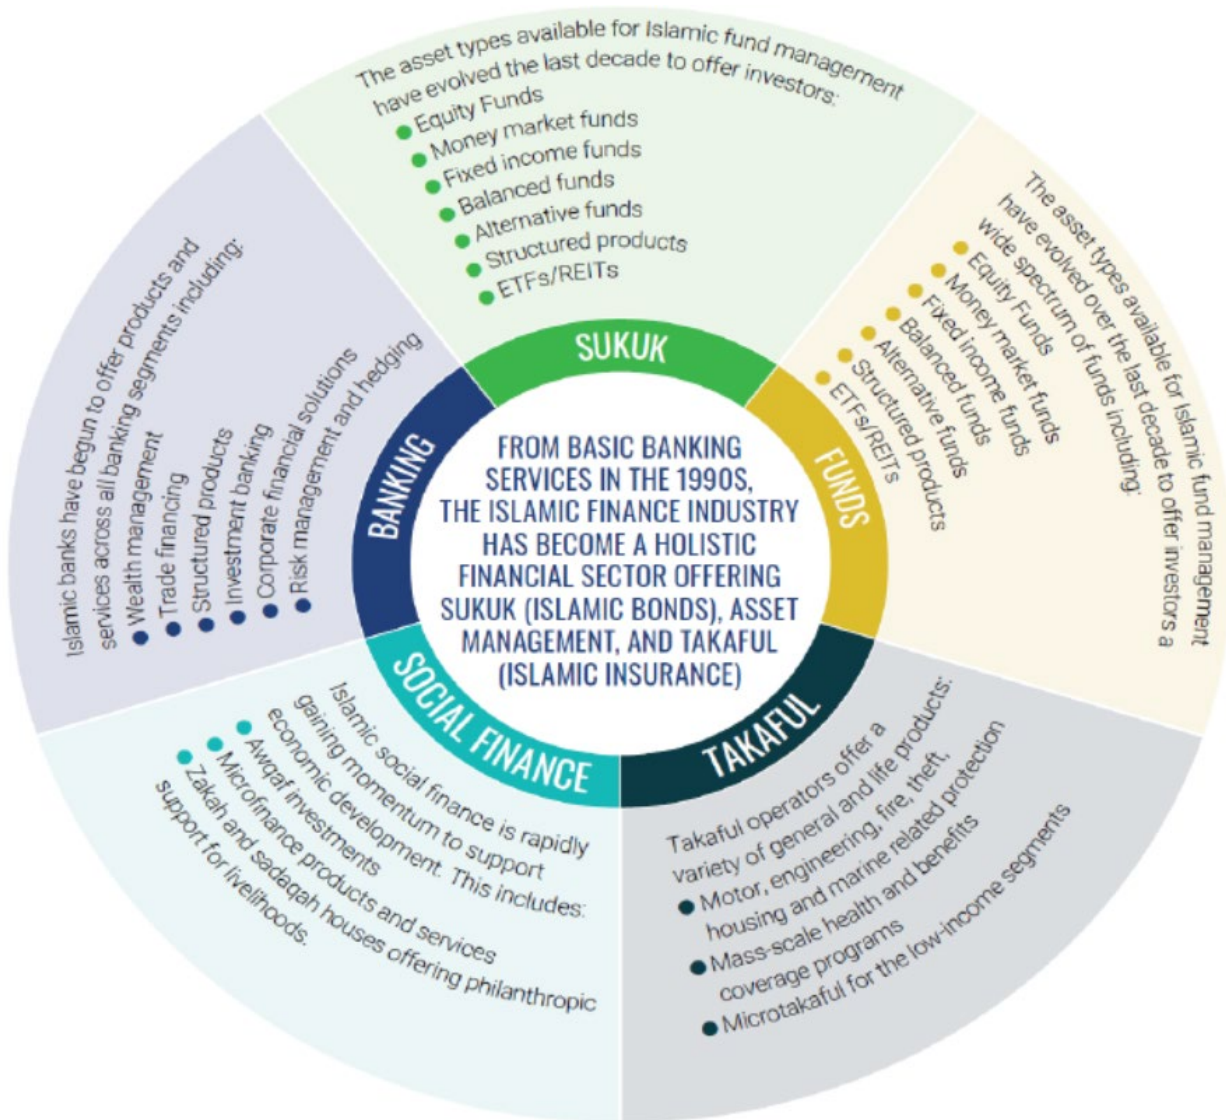 FROM BASIC BANKING
SERVICES IN THE 1990S,
THE ISLAMIC FINANCE INDUSTRY
HAS BECOME A HOLISTIC
FINANCIAL SECTOR OFFERING
SUKUK (ISLAMIC BONDS), ASSET
MANAGEMENT, AND TAKAFUL
(ISLAMIC INSURANCE)
SUKUK
The asset types available for Islamic fund management
have evolved the last decade to offer investors:
Equity Funds
Money market funds
Fixed income funds
Balanced funds
Alternative funds
Structured products
ETFs/REITs
FUNDS
The asset types available for Islamic fund management
have evolved over the last decade to offer investors a
wide spectrum of funds including:
Equity Funds
Money market funds
Fixed income funds
Balanced funds
Alternative funds
Structured products
ETFs/REITs
TAKAFUL
Takaful operators offer a
variety of general and life products:
Motor, engineering, fire, theft,
housing and marine related protection
Mass-scale health and benefits
coverage programs
Microtakaful for the low-income segments
SOCIAL FINANCE
Islamic social finance is rapidly
gaining momentum to support
economic development. This includes:
Awqaf investments
Microfinance products and services
Zakah and sadaqah houses offering philanthropic
support for livelihoods.
BANKING
Islamic banks have begun to offer products and
services across all banking segments including:
Wealth management
Trade financing
Structured products
Investment banking
Corporate financial solutions
Risk management and hedging